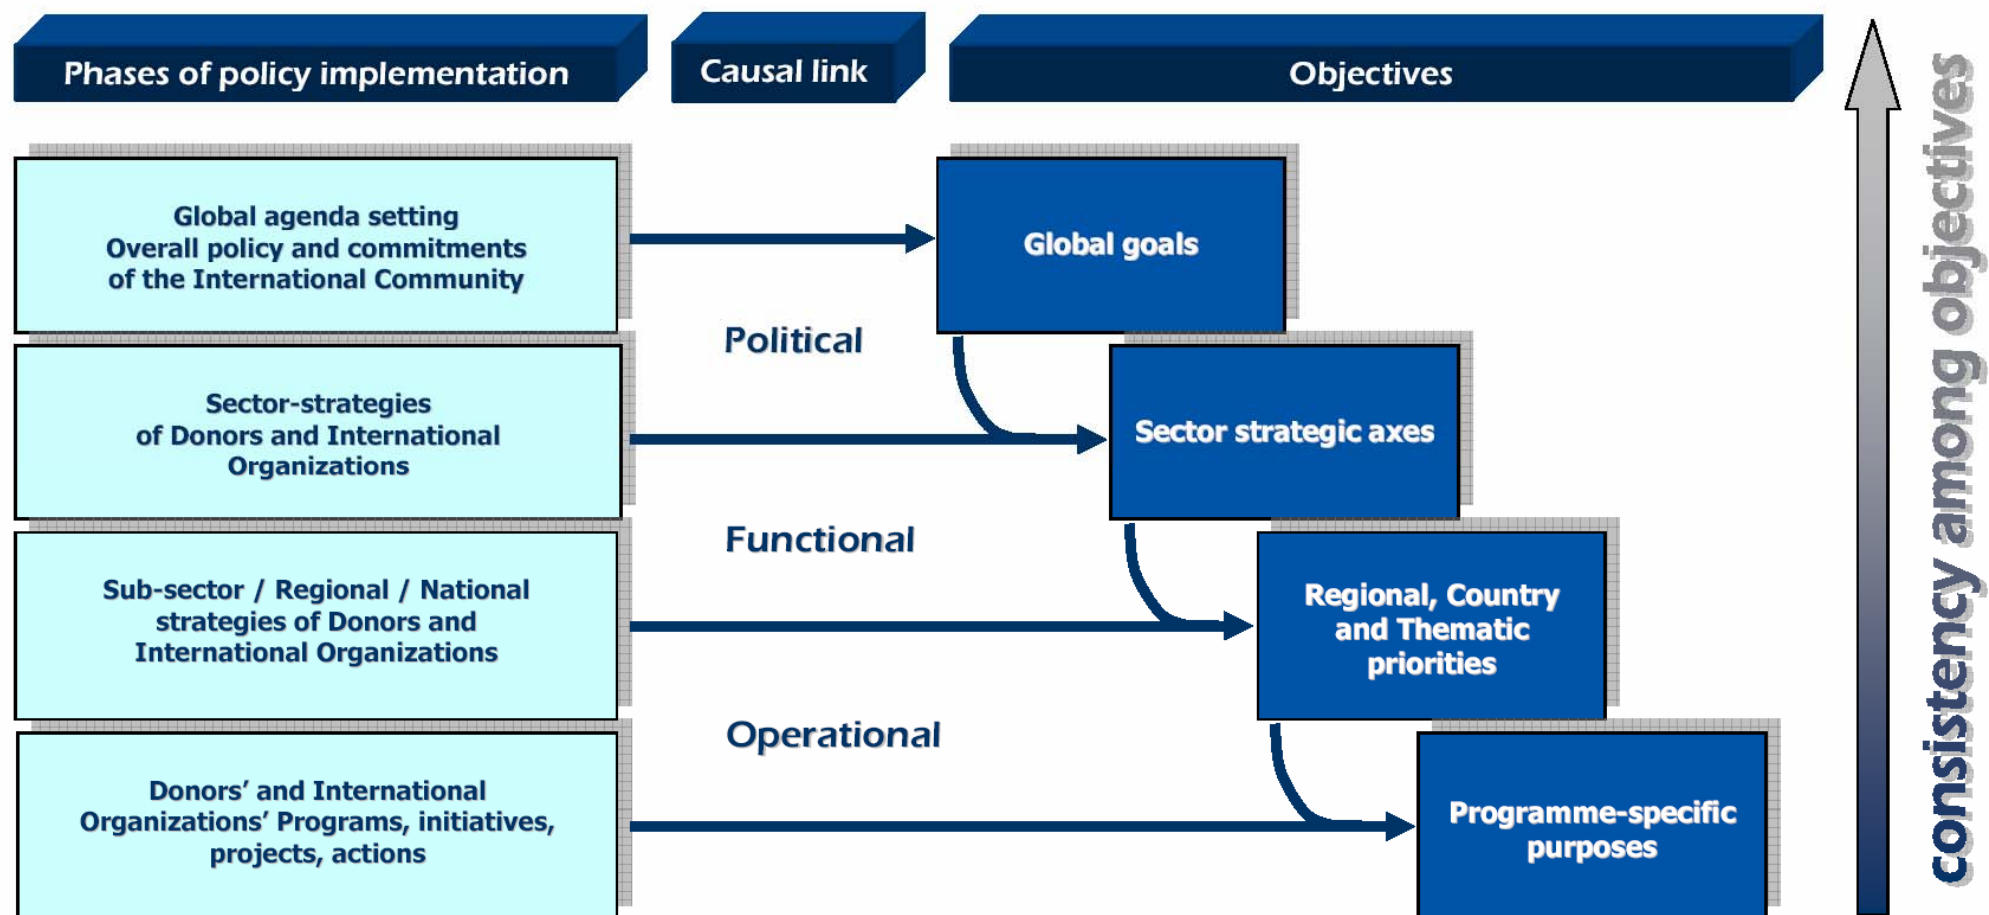 Phases of policy implementation
Causal link
Objectives
Global agenda setting
Overall policy and commitments
of the International Community
Global goals
Political
Sector-strategies
of Donors and International
Organizations
Sector strategic axes
Functional
Sub-sector / Regional / National
strategies of Donors and
International Organizations
Regional, Country
and Thematic
priorities
Operational
Donors’ and International
Organizations’ Programs, initiatives,
projects, actions
Programme-specific
purposes
consistency among objectives